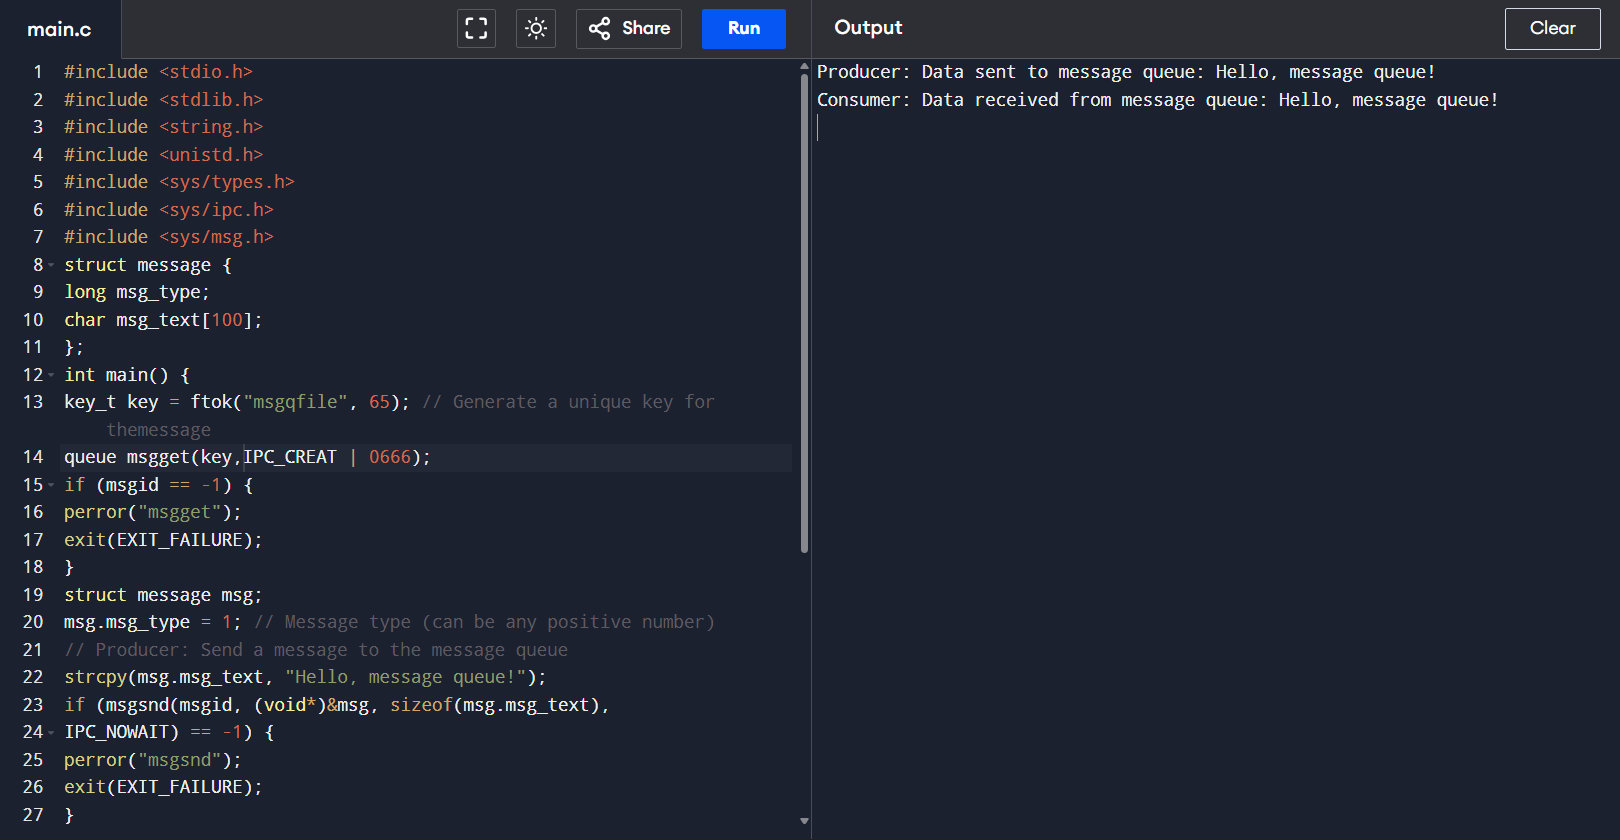 main.c
Share
Run
Output
Clear
1 #include <stdio.h>
2 #include <stdlib.h>
3 #include <string.h>
4 #include <unistd.h>
5 #include <sys/types.h>
6 #include <sys/ipc.h>
7 #include <sys/msg.h>
8 struct message {
9 long msg_type;
10 char msg_text[100];
11 };
12 int main() {
13 key_t key = ftok("msgqfile", 65); // Generate a unique key for
themessage
14 queue msgget(key,IPC_CREAT | 0666);
15 if (msgid == -1) {
16 perror("msgget");
17 exit(EXIT_FAILURE);
18 }
19 struct message msg;
20 msg.msg_type = 1; // Message type (can be any positive number)
21 // Producer: Send a message to the message queue
22 strcpy(msg.msg_text, "Hello, message queue!");
23 if (msgsnd(msgid, (void*)&msg, sizeof(msg.msg_text),
24 IPC_NOWAIT) == -1) {
25 perror("msgsnd");
26 exit(EXIT_FAILURE);
27 }
Producer: Data sent to message queue: Hello, message queue!
Consumer: Data received from message queue: Hello, message queue!